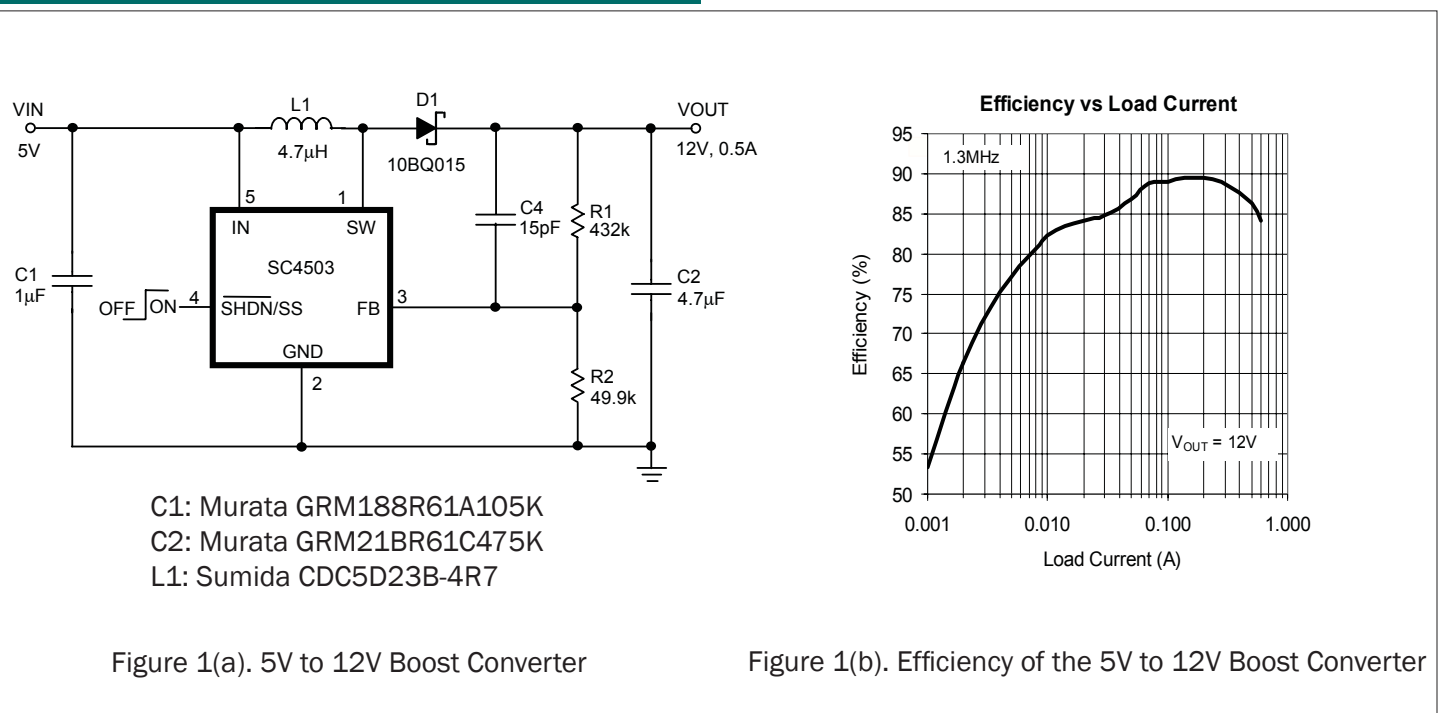 VIN
5V
L1
4.7μH
D1
10BQ015
VOUT
12V, 0.5A
5
1
IN
SW
SC4503
C4
15pF
R1
432k
C1
1μF
OFF
ON
4
SHDN/SS
FB
3
C2
4.7μF
GND
2
R2
49.9k
C1: Murata GRM188R61A105K
C2: Murata GRM21BR61C475K
L1: Sumida CDC5D23B-4R7
Figure 1(a). 5V to 12V Boost Converter
Efficiency vs Load Current
95
90
85
80
75
70
65
60
55
50
Efficiency (%)
1.3MHz
VOUT = 12V
0.001
0.010
0.100
1.000
Load Current (A)
Figure 1(b). Efficiency of the 5V to 12V Boost Converter